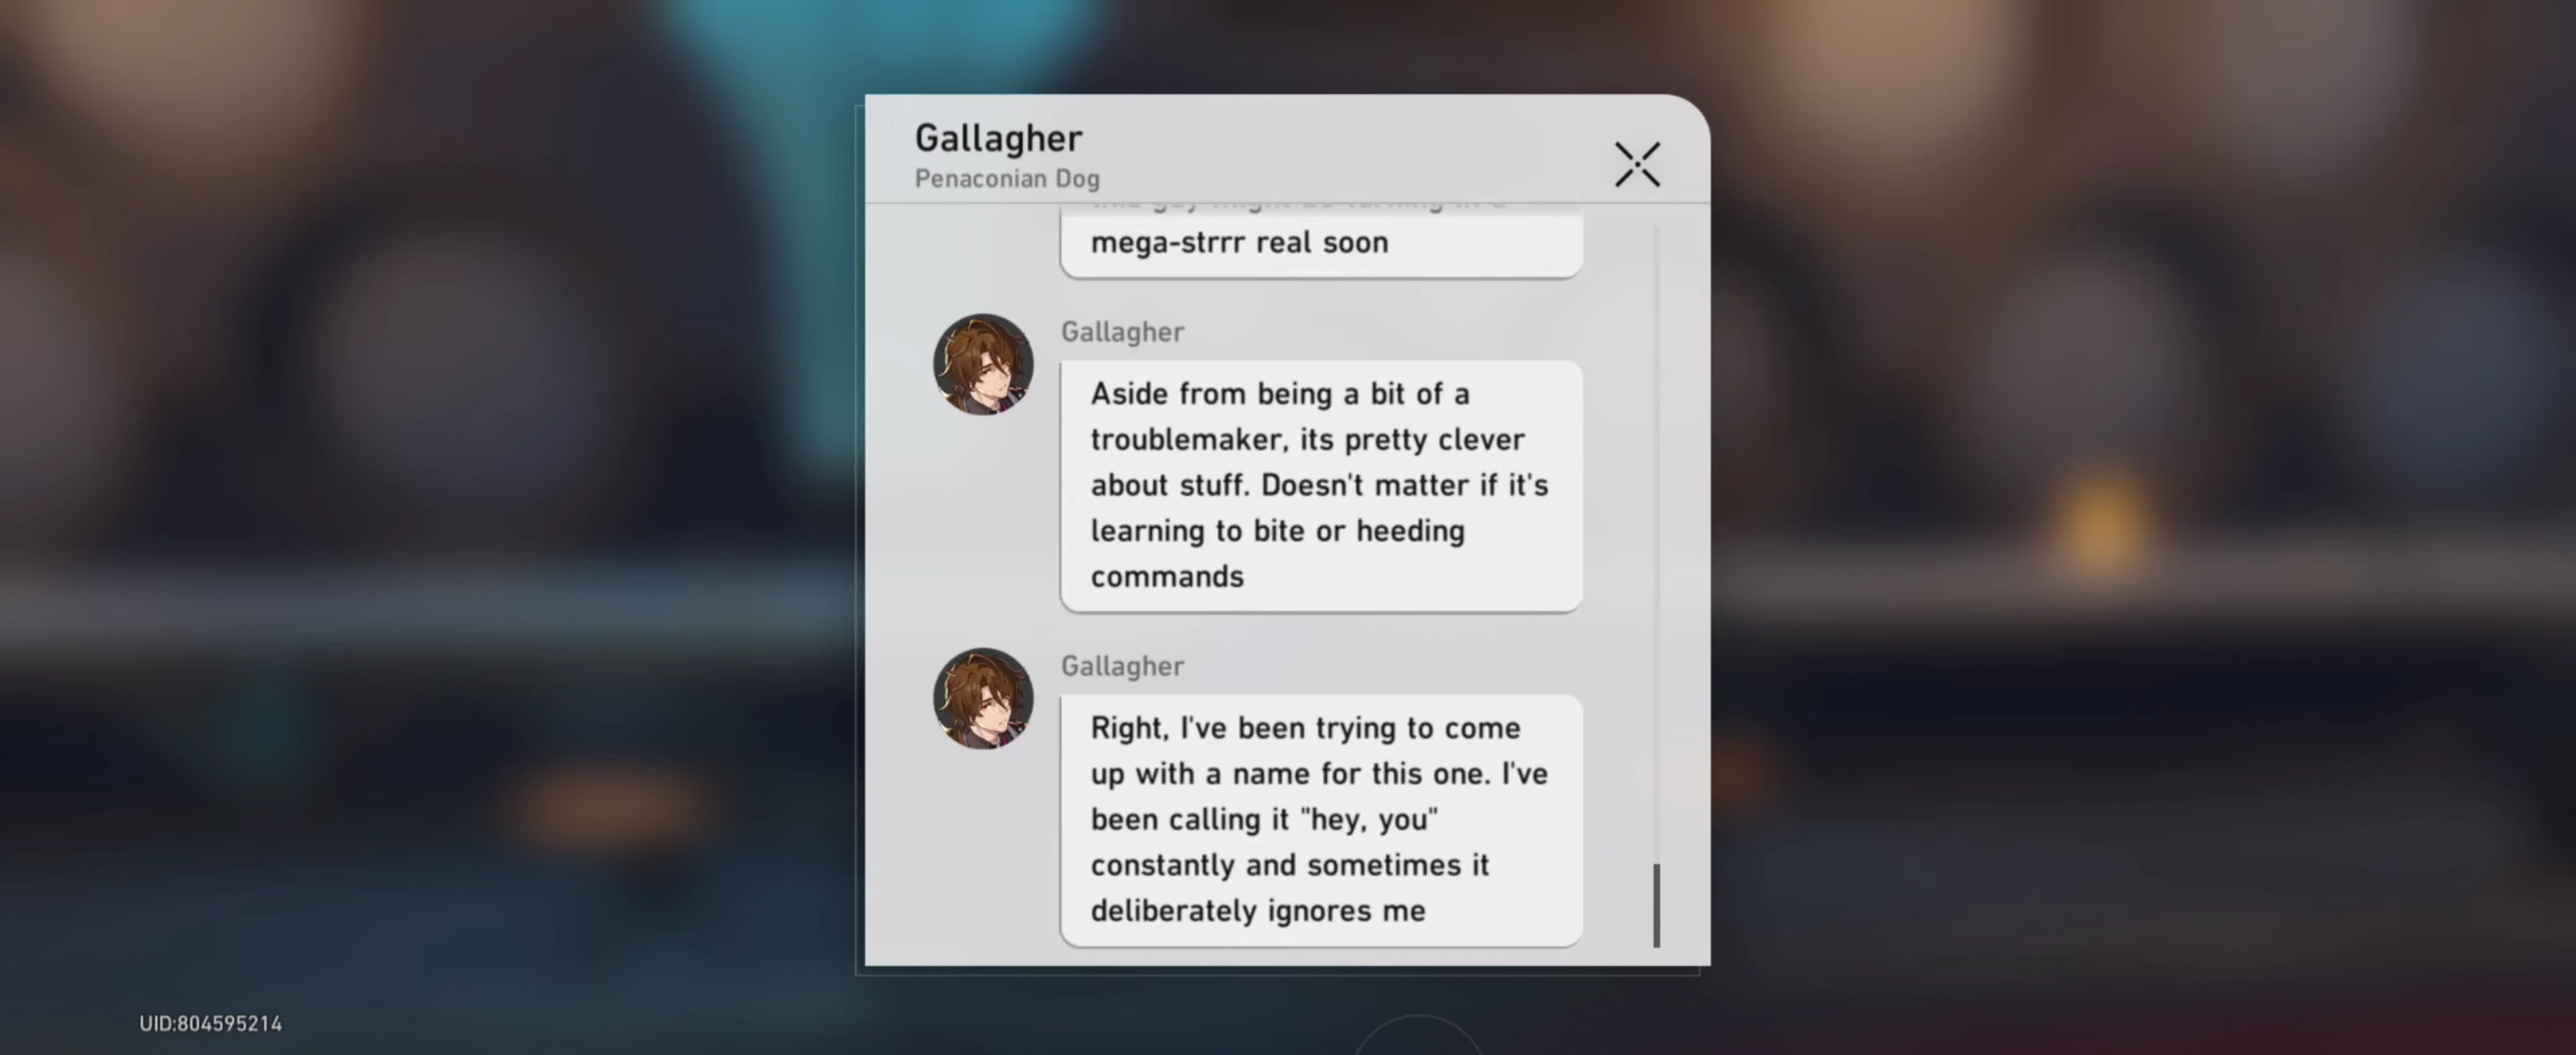 Gallagher
Penaconian Dog
mega-strrr real soon
Gallagher
Aside from being a bit of a
troublemaker, its pretty clever
about stuff. Doesn't matter if it's
learning to bite or heeding
commands
Gallagher
Right, I've been trying to come
up with a name for this one. I've
been calling it "hey, you"
constantly and sometimes it
deliberately ignores me
UID:804595214